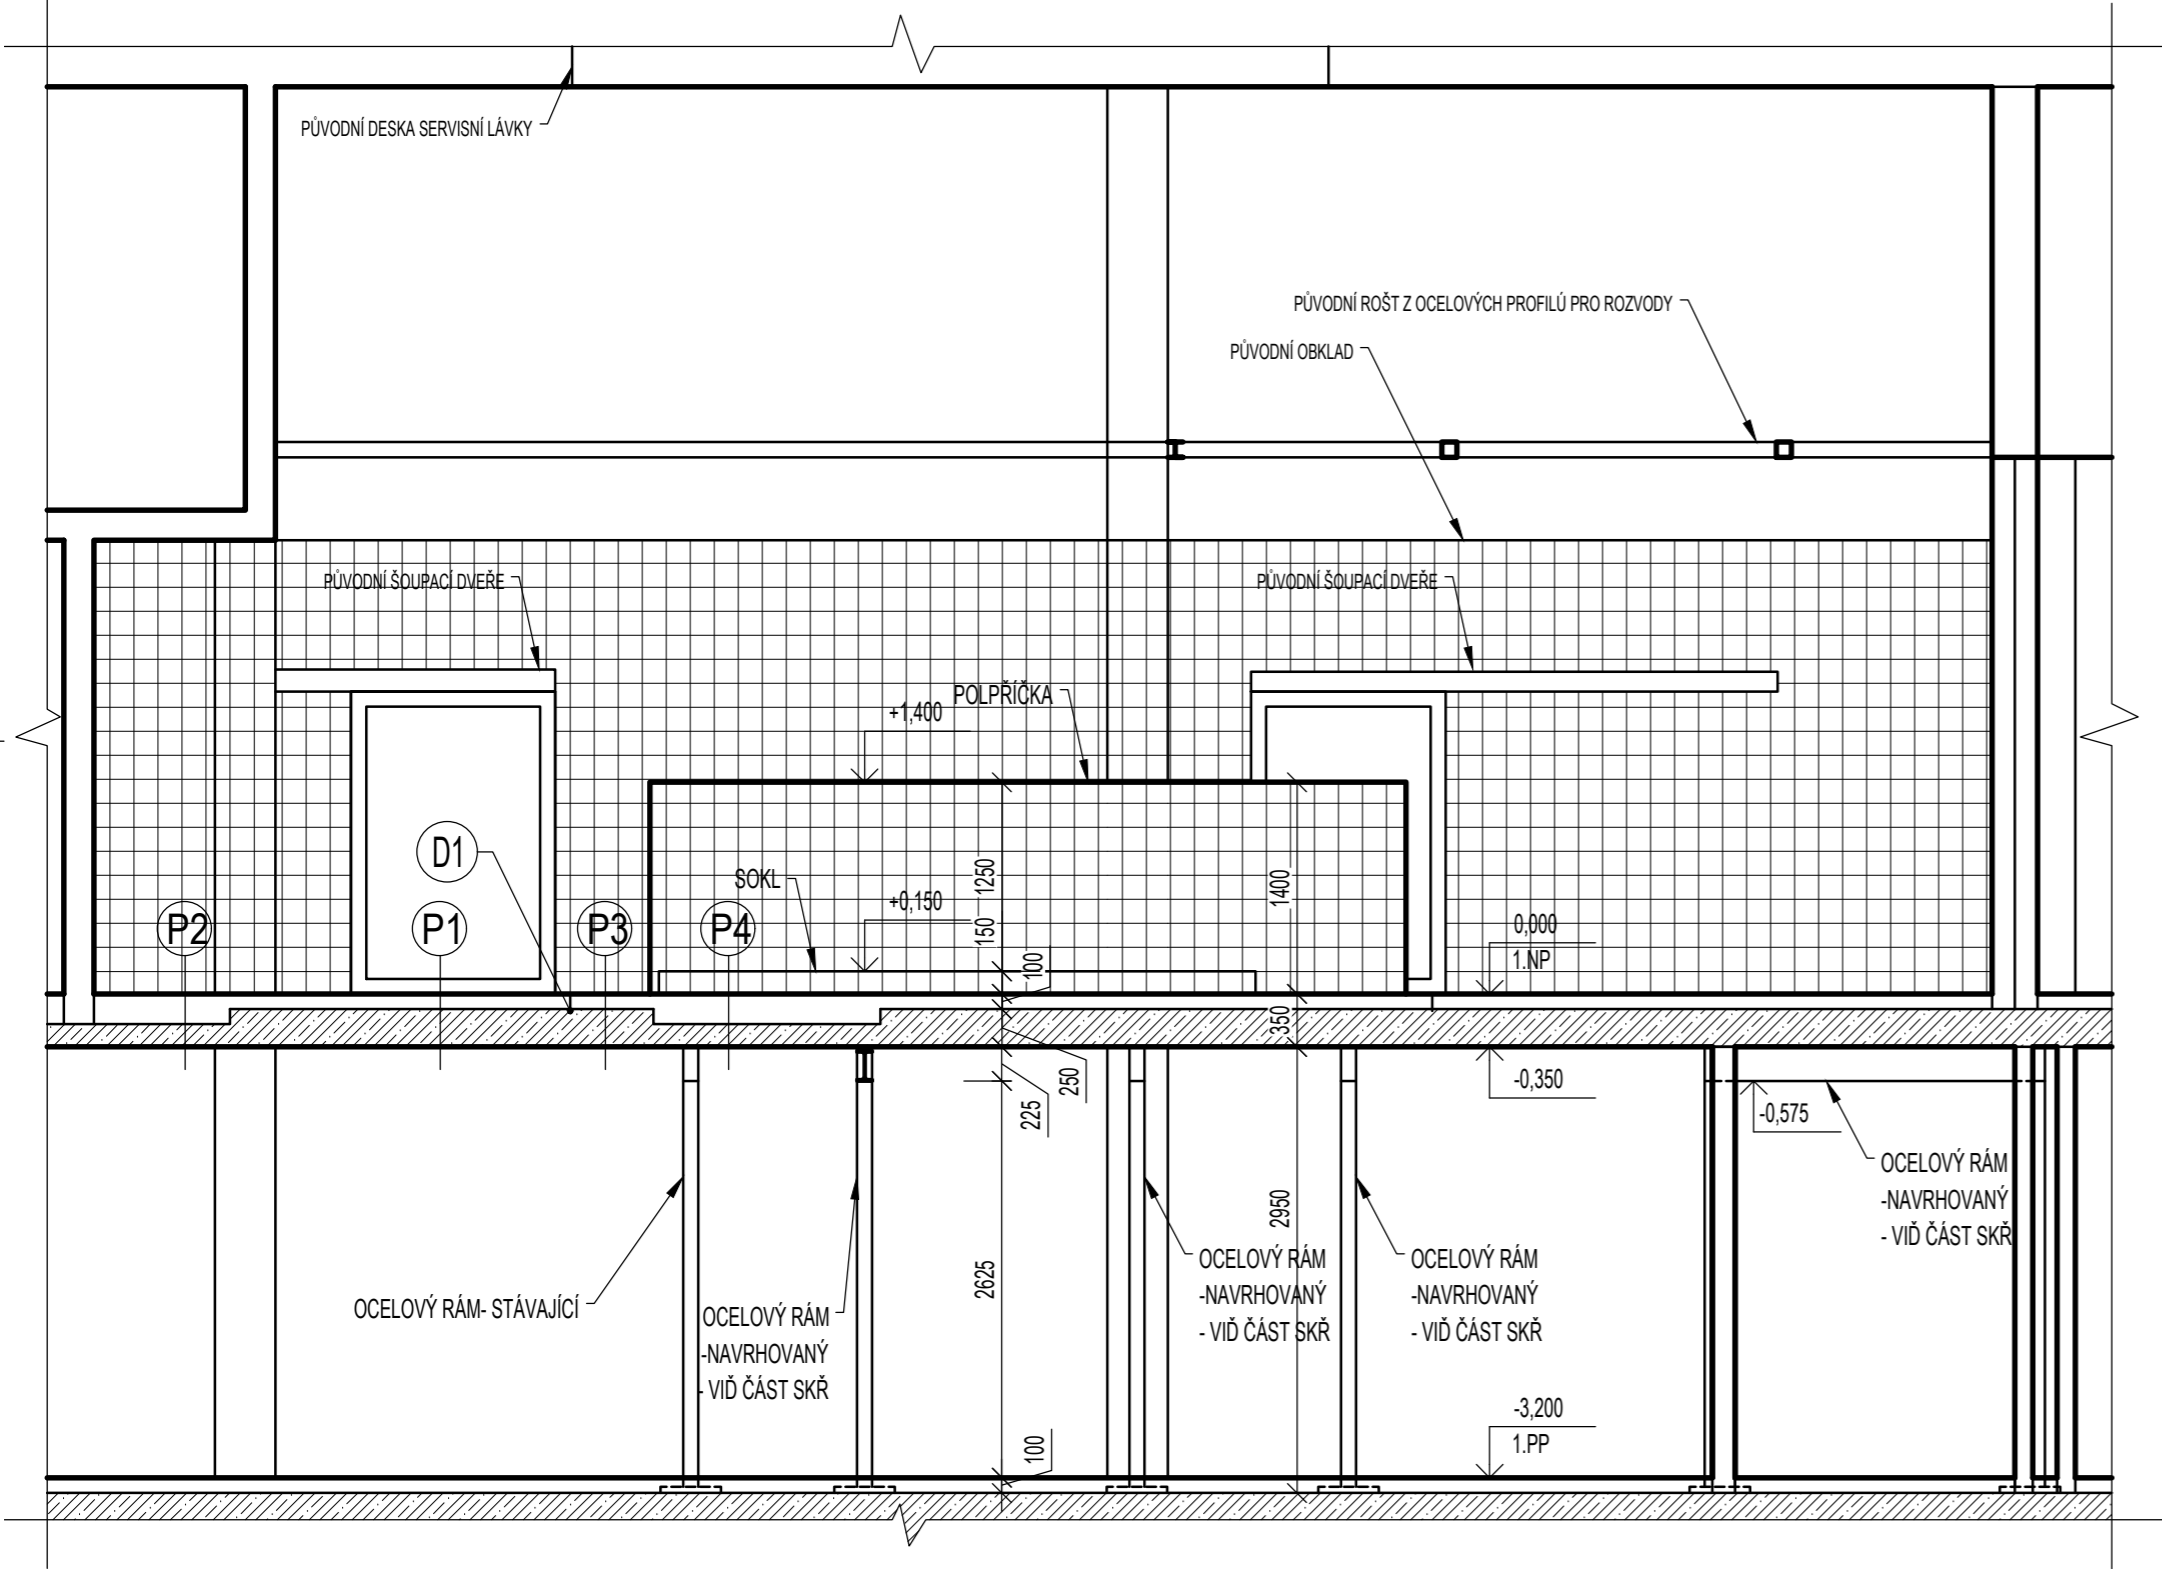 PŮVODNÍ DESKA SERVISNÍ LÁVKY
PŮVODNÍ ROŠT Z OCELOVÝCH PROFILŮ PRO ROZVODY
PŮVODNÍ OBKLAD
PŮVODNÍ ŠOUPACÍ DVEŘE
PŮVODNÍ ŠOUPACÍ DVEŘE
POLPŘÍČKA
+1,400
D1
SOKL
1250
1400
+0,150
P2
P1
P3
P4
150
100
0,000
1.NP
350
250
225
-0,350
-0,575
OCELOVÝ RÁM
-NAVRHOVANÝ
- VIĎ ČÁST SKŘ
2950
2625
OCELOVÝ RÁM- STÁVAJÍCÍ
OCELOVÝ RÁM
-NAVRHOVANÝ
- VIĎ ČÁST SKŘ
OCELOVÝ RÁM
-NAVRHOVANÝ
- VIĎ ČÁST SKŘ
OCELOVÝ RÁM
-NAVRHOVANÝ
- VIĎ ČÁST SKŘ
100
-3,200
1.PP